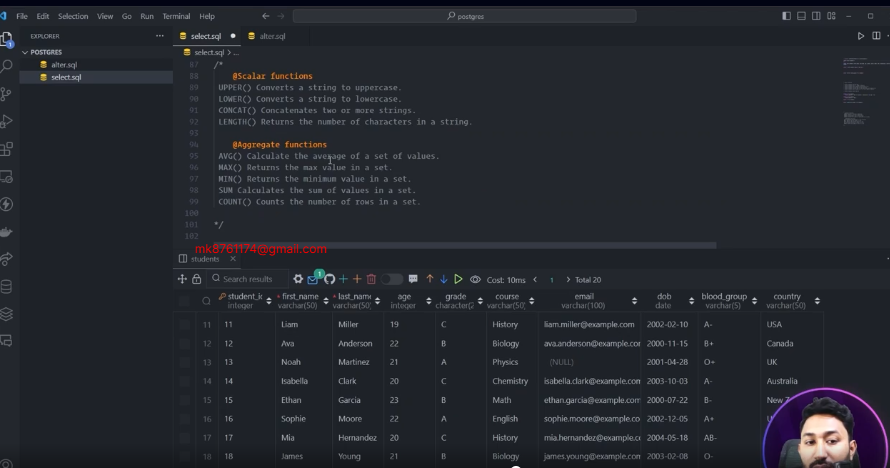 File Edit Selection View Go Run Terminal Help
postgres
EXPLORER
select.sql
alter.sql
POSTGRES
alter.sql
select.sql
select.sql > ...
87 /*
88 @Scalar functions
89 UPPER() Converts a string to uppercase.
90 LOWER() Converts a string to lowercase.
91 CONCAT() Concatenates two or more strings.
92 LENGTH() Returns the number of characters in a string.
93
94 @Aggregate functions
95 AVG() Calculate the average of a set of values.
96 MAX() Returns the max value in a set.
97 MIN() Returns the minimum value in a set.
98 SUM Calculates the sum of values in a set.
99 COUNT() Counts the number of rows in a set.
100
101 */
102
mk8761174@gmail.com
students
Search results
1
Cost: 10ms
1
Total 20
student_ic first_name last_name age grade course email dob blood_group country
integer varchar(50) varchar(50) integer character(2 varchar(50) varchar(100) date varchar(5) varchar(50)
11 11 Liam Miller 19 C History liam.miller@example.com 2002-02-10 A- USA
12 12 Ava Anderson 22 B Biology ava.anderson@example.con 2000-11-15 B+ Canada
13 13 Noah Martinez 21 A Physics (NULL) 2001-04-28 O+ UK
14 14 Isabella Clark 20 C Chemistry isabella.clark@example.con 2003-10-03 A- Australia
15 15 Ethan Garcia 23 B Math ethan.garcia@example.com 2000-07-22 B- New Z
16 16 Sophie Moore 22 A English sophie.moore@example.con 2002-12-05 A+
17 17 Mia Hernandez 20 C History mia.hernandez@example.co 2004-05-18 AB-
18 18 James Young 21 B Biology james.young@example.con 2003-02-08 O-